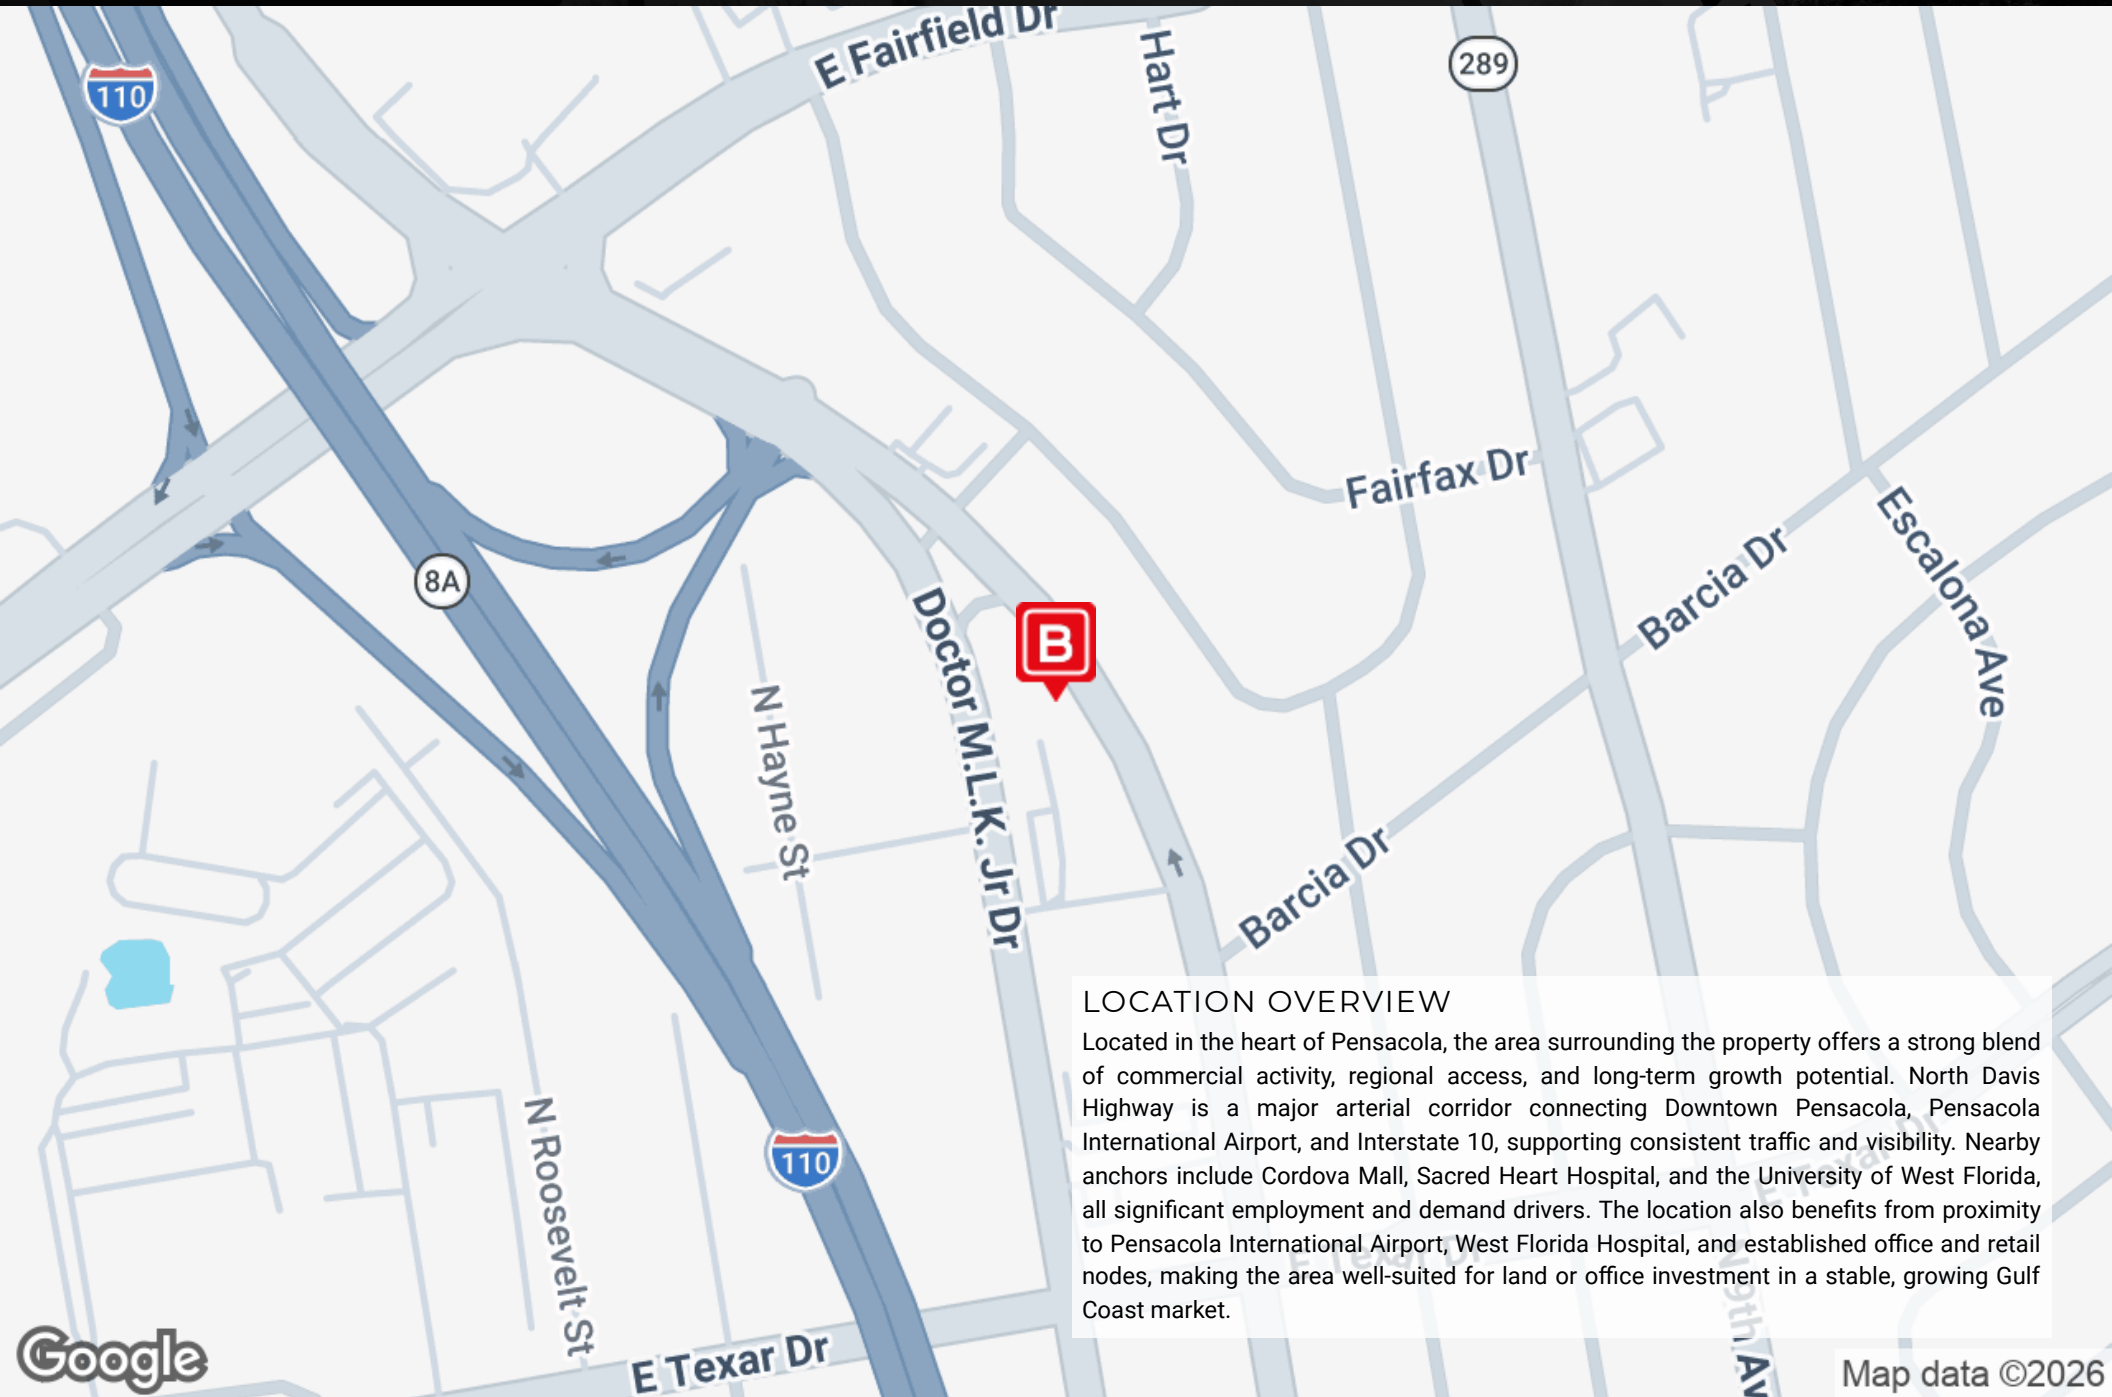 E Fairfield Dr
Hart Dr
289
110
Fairfax Dr
Barcia Dr
Escalona Ave
8A
B
Doctor M.L.K. Jr Dr
N Hayne St
Barcia Dr
LOCATION OVERVIEW
Located in the heart of Pensacola, the area surrounding the property offers a strong blend
of commercial activity, regional access, and long-term growth potential. North Davis
Highway is a major arterial corridor connecting Downtown Pensacola, Pensacola
International Airport, and Interstate 10, supporting consistent traffic and visibility. Nearby
anchors include Cordova Mall, Sacred Heart Hospital, and the University of West Florida,
all significant employment and demand drivers. The location also benefits from proximity
to Pensacola International Airport, West Florida Hospital, and established office and retail
nodes, making the area well-suited for land or office investment in a stable, growing Gulf
Coast market.
E Texar Dr
E Texar Dr
N 9th Av
110
N Roosevelt St
E Texar Dr
Google
Map data ©2026